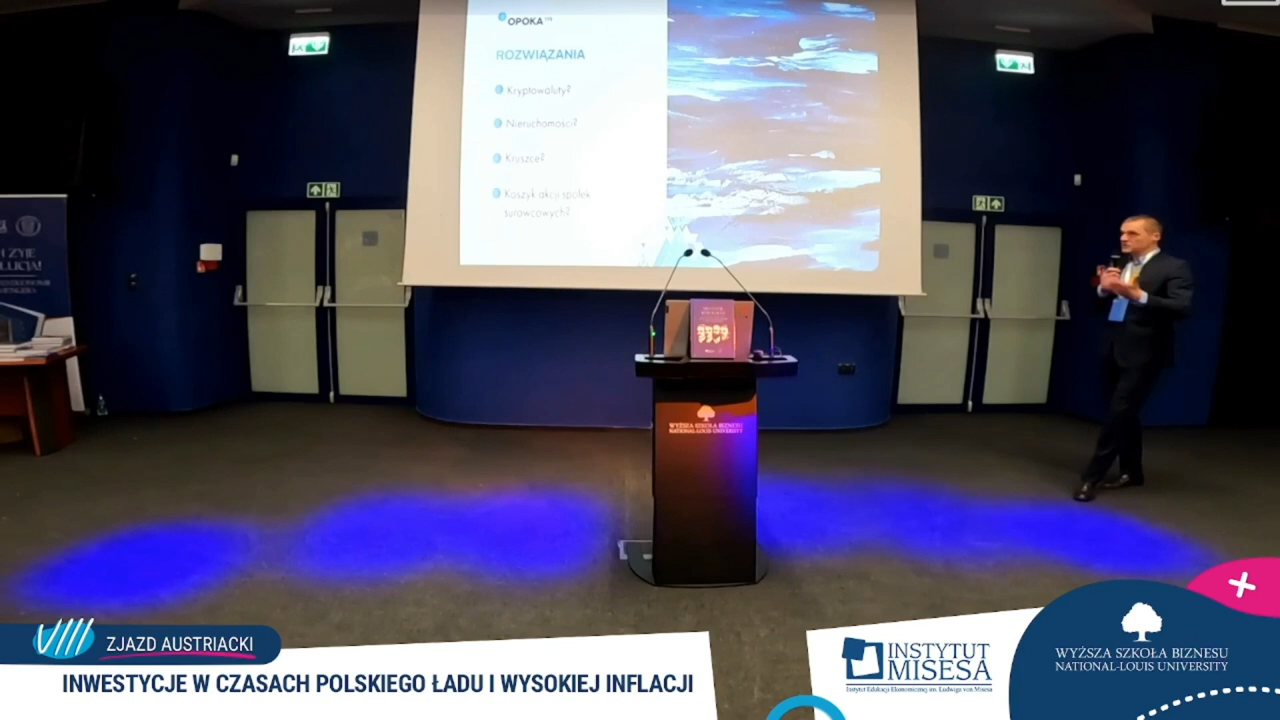 OPOKA
ROZWIĄZANIA
Kryptowaluty?
Nieruchomości?
Kruszce?
Koszyk akcji spółek
surowcowych?
WYŻSZA SZKOŁA BIZNESU
NATIONAL-LOUIS UNIVERSITY
VIII ZJAZD AUSTRIACKI
INWESTYCJE W CZASACH POLSKIEGO ŁADU I WYSOKIEJ INFLACJI
INSTYTUT
MISESA
Instytut Edukacji Ekonomicznej im. Ludwiga von Misesa
WYŻSZA SZKOŁA BIZNESU
NATIONAL-LOUIS UNIVERSITY